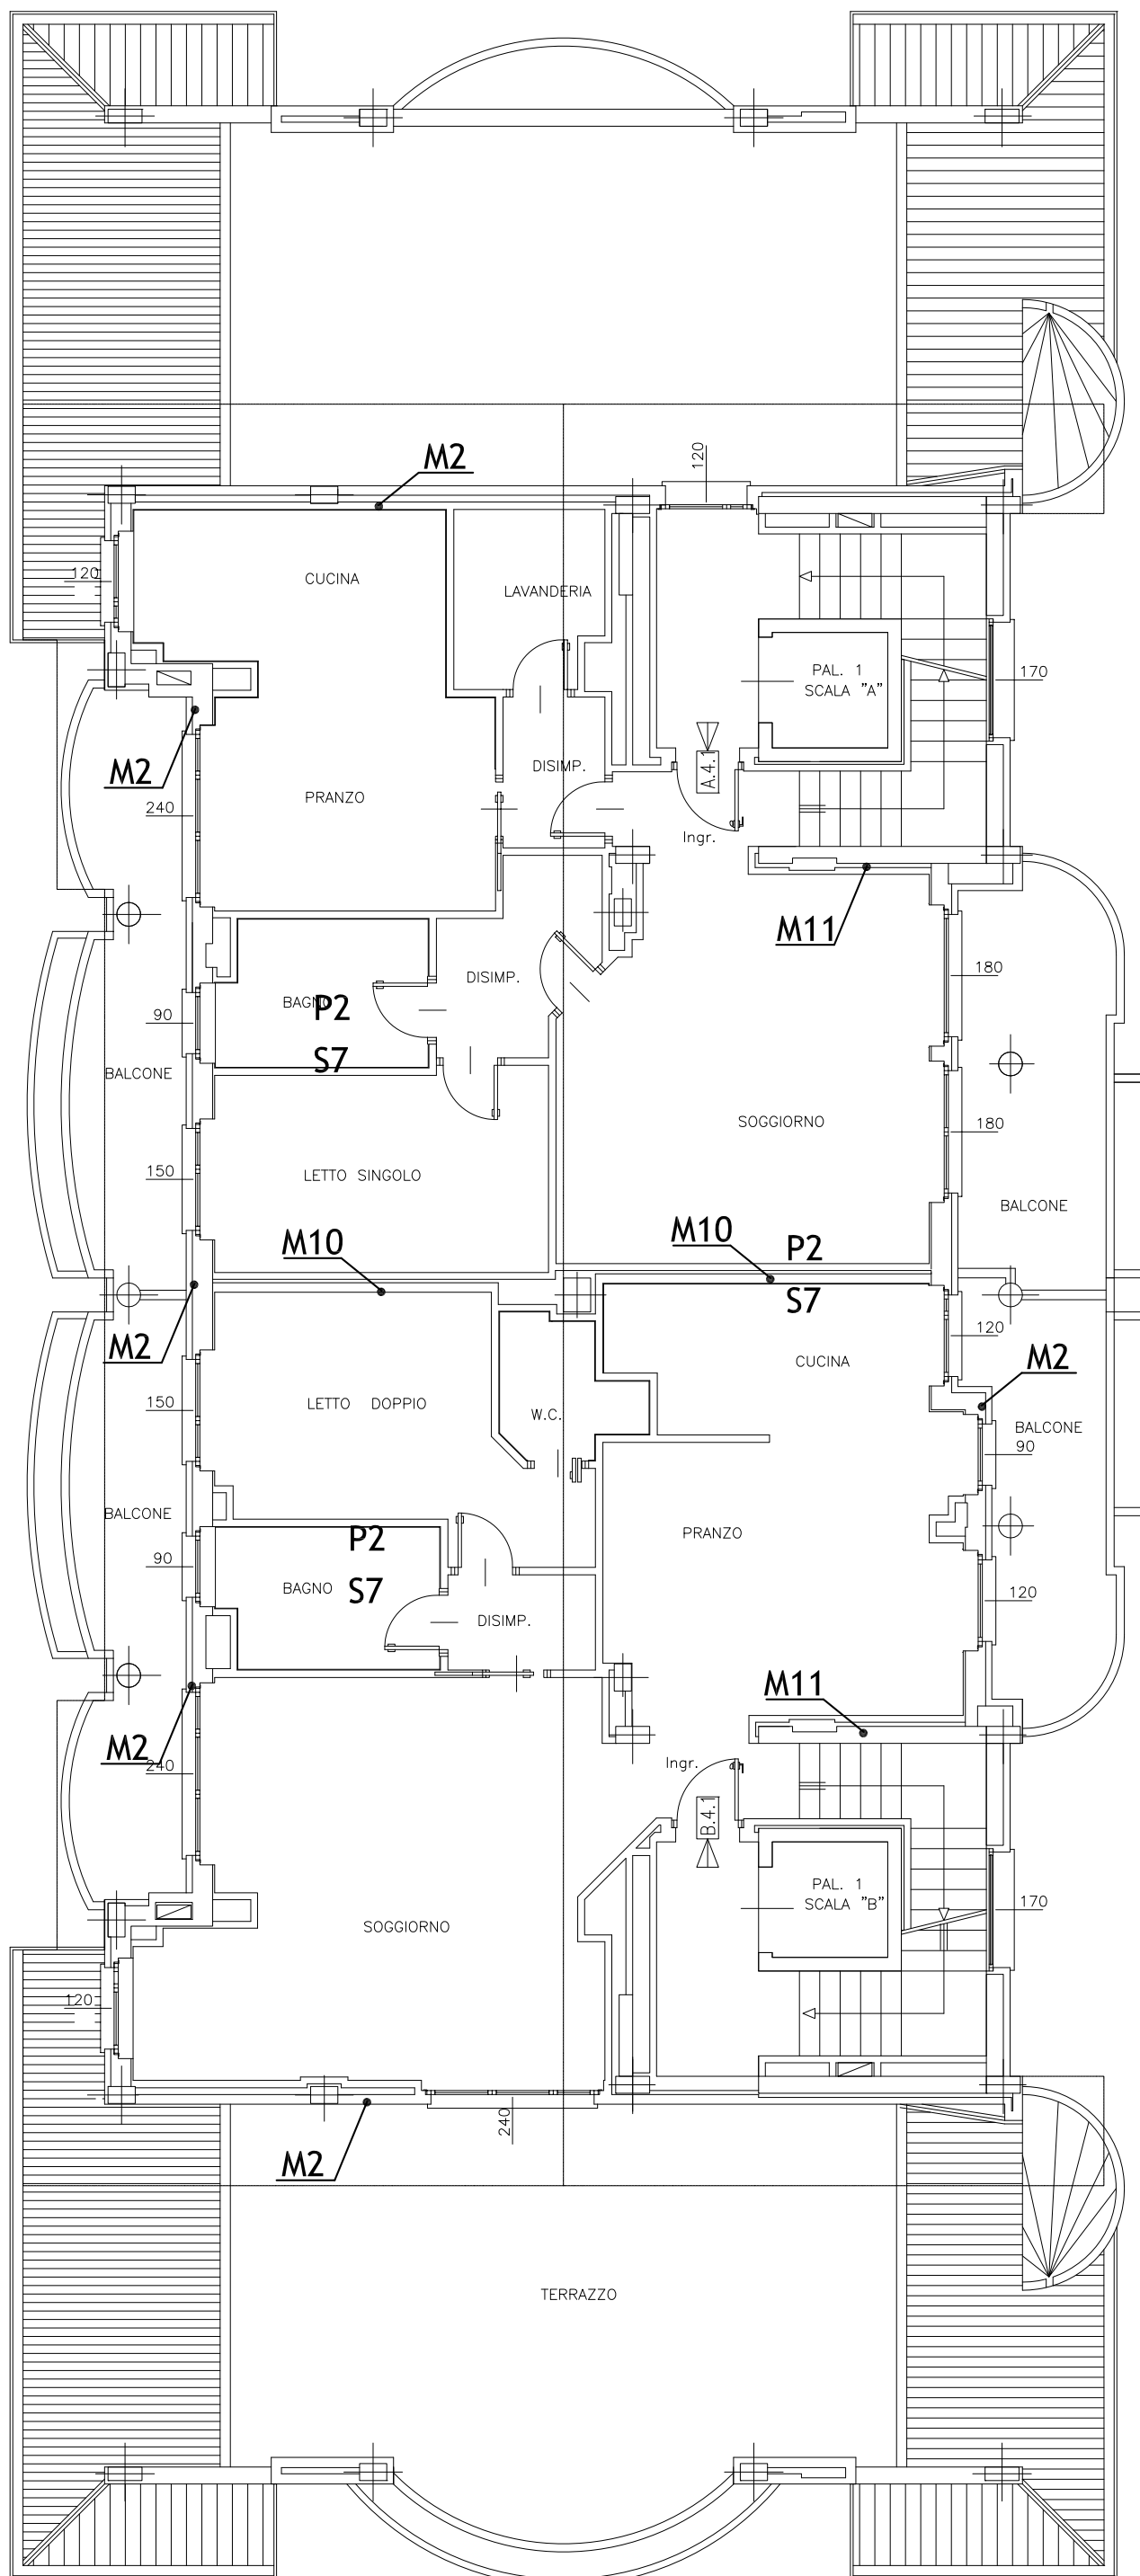 M2
120
120
CUCINA
LAVANDERIA
PAL. 1
SCALA "A"
170
M2
DISIMP.
A.4.1
PRANZO
240
Ingr.
M11
DISIMP.
180
BAGNO
P2
90
S7
BALCONE
SOGGIORNO
180
LETTO SINGOLO
150
BALCONE
M10
M10
P2
S7
M2
120
CUCINA
M2
LETTO DOPPIO
150
W.C.
BALCONE
90
BALCONE
PRANZO
P2
90
BAGNO
S7
120
DISIMP.
M11
M2
240
Ingr.
B.4.1
PAL. 1
SCALA "B"
170
SOGGIORNO
120
240
M2
TERRAZZO